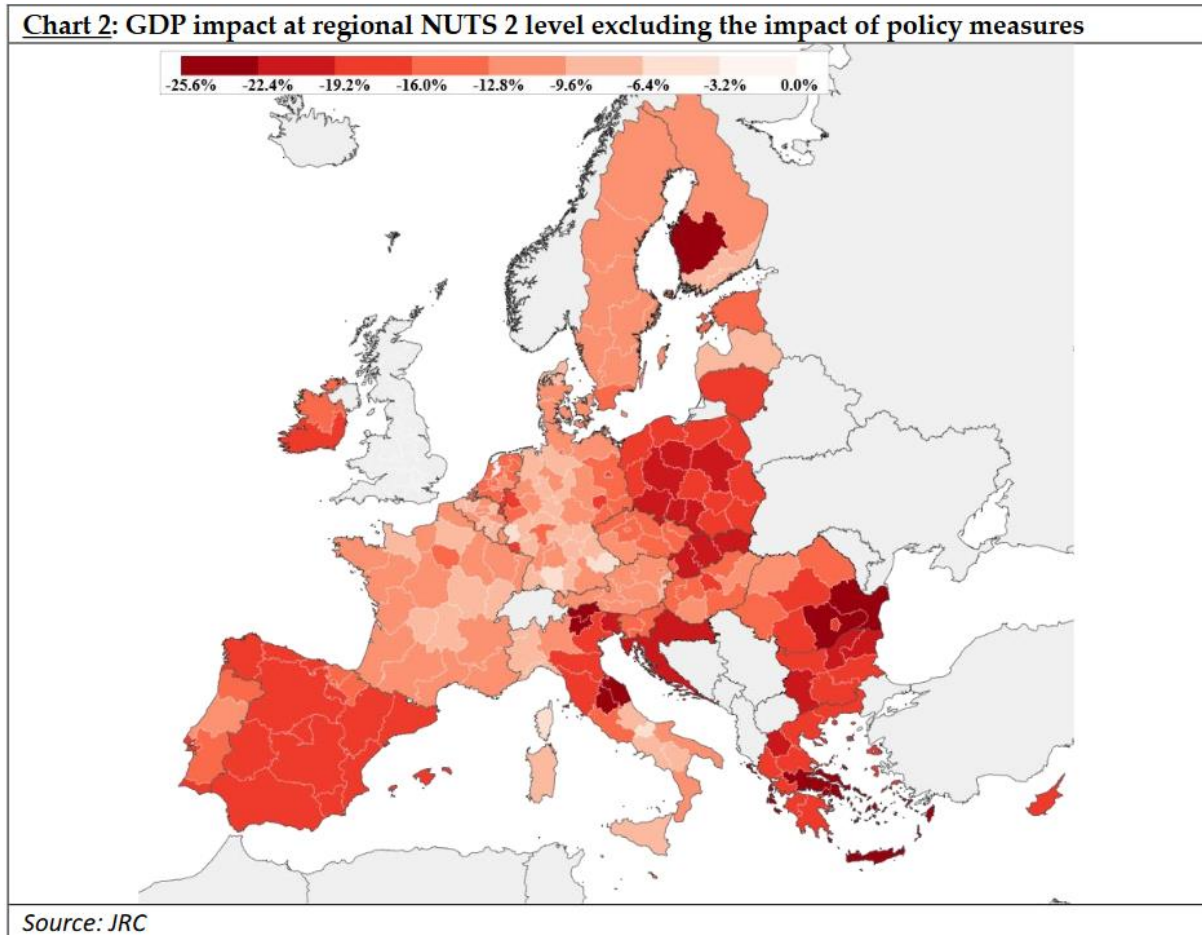 Chart 2: GDP impact at regional NUTS 2 level excluding the impact of policy measures
-25.6% -22.4% -19.2% -16.0% -12.8% -9.6% -6.4% -3.2% 0.0%
Source: JRC